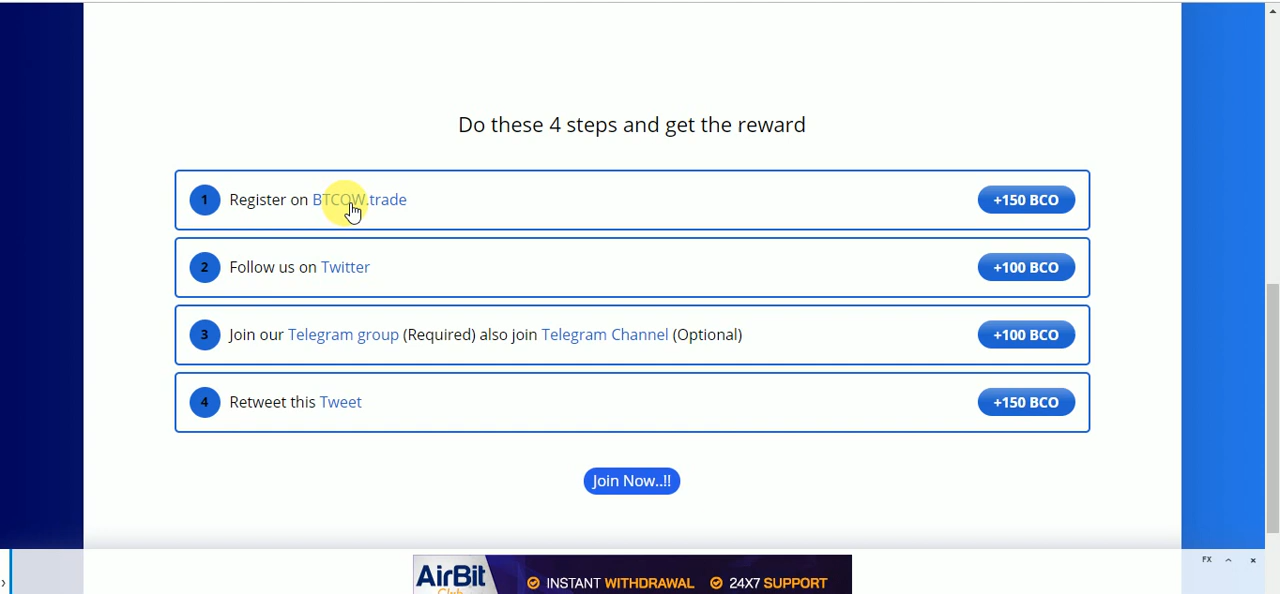 Do these 4 steps and get the reward
1 Register on BTCOW.trade +150 BCO
2 Follow us on Twitter +100 BCO
3 Join our Telegram group (Required) also join Telegram Channel (Optional) +100 BCO
4 Retweet this Tweet +150 BCO
Join Now..!!
FX
AirBit INSTANT WITHDRAWAL 24X7 SUPPORT
Club